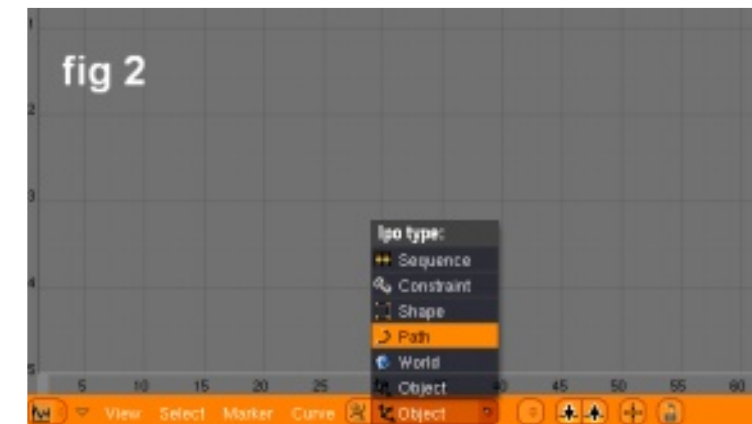 1
fig 2
2
3
Ipo type:
Sequence
4
Constraint
Shape
Path
5
World
5 10 15 20 25 40 45 50 55 60
Object
View Select Marker Curve Object